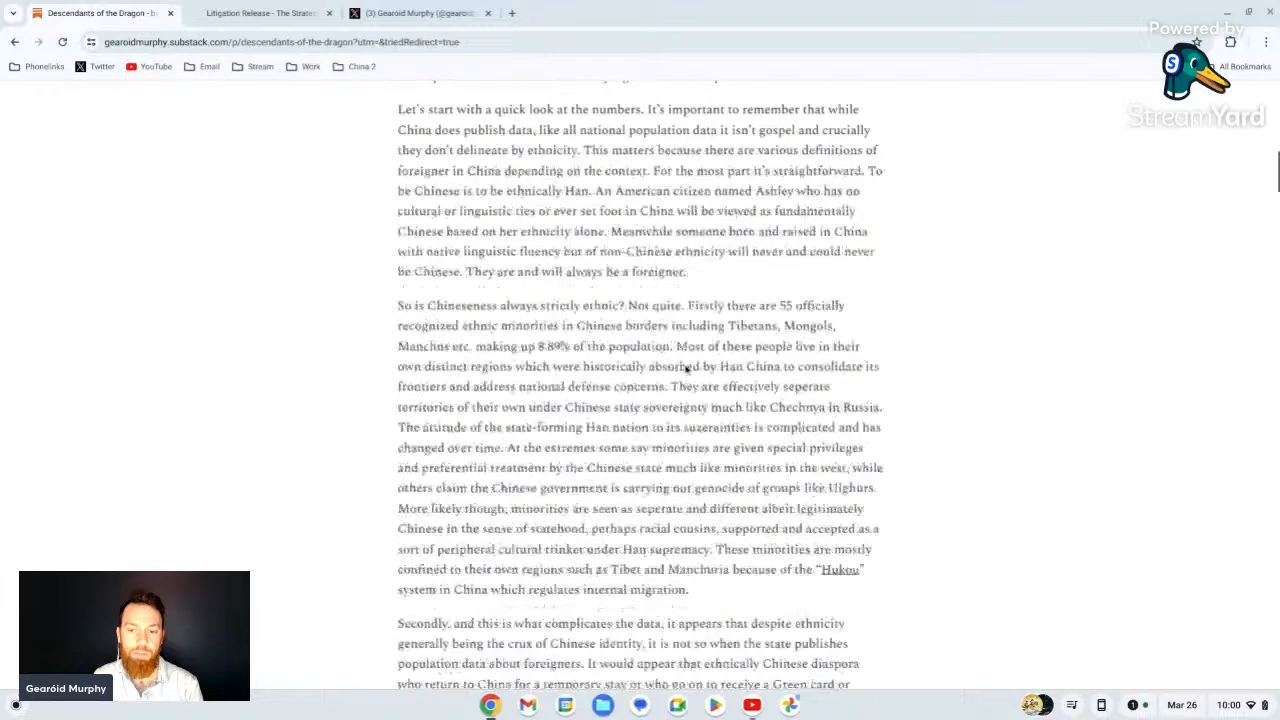 Descendants of the Dragon - b
Litigation Release - The Strates
(3) Gearóid Murphy (@gearoid
gearoidmurphy.substack.com/p/descendants-of-the-dragon?utm=&triedRedirect=true
Phonelinks
Twitter
YouTube
Email
Stream
Work
China 2
All Bookmarks
Powered by
StreamYard
Let's start with a quick look at the numbers. It's important to remember that while
China does publish data, like all national population data it isn't gospel and crucially
they don't delineate by ethnicity. This matters because there are various definitions of
foreigner in China depending on the context. For the most part it's straightforward. To
be Chinese is to be ethnically Han. An American citizen named Ashley who has no
cultural or linguistic ties or ever set foot in China will be viewed as fundamentally
Chinese based on her ethnicity alone. Meanwhile someone born and raised in China
with native linguistic fluency but of non-Chinese ethnicity will never and could never
be Chinese. They are and will always be a foreigner.
So is Chineseness always strictly ethnic? Not quite. Firstly there are 55 officially
recognized ethnic minorities in Chinese borders including Tibetans, Mongols,
Manchus etc. making up 8.89% of the population. Most of these people live in their
own distinct regions which were historically absorbed by Han China to consolidate its
frontiers and address national defense concerns. They are effectively seperate
territories of their own under Chinese state sovereignty much like Chechnya in Russia.
The attitude of the state-forming Han nation to its suzerainties is complicated and has
changed over time. At the extremes some say minorities are given special privileges
and preferential treatment by the Chinese state much like minorities in the west, while
others claim the Chinese government is carrying out genocide of groups like Uighurs.
More likely though, minorities are seen as seperate and different albeit legitimately
Chinese in the sense of statehood, perhaps racial cousins, supported and accepted as a
sort of peripheral cultural trinket under Han supremacy. These minorities are mostly
confined to their own regions such as Tibet and Manchuria because of the “Hukou”
system in China which regulates internal migration.
Secondly, and this is what complicates the data, it appears that despite ethnicity
generally being the crux of Chinese identity, it is not so when the state publishes
population data about foreigners. It would appear that ethnically Chinese diaspora
who return to China for a temporary stay or who go on to receive a Green card or
Gearóid Murphy
Mar 26
10:00